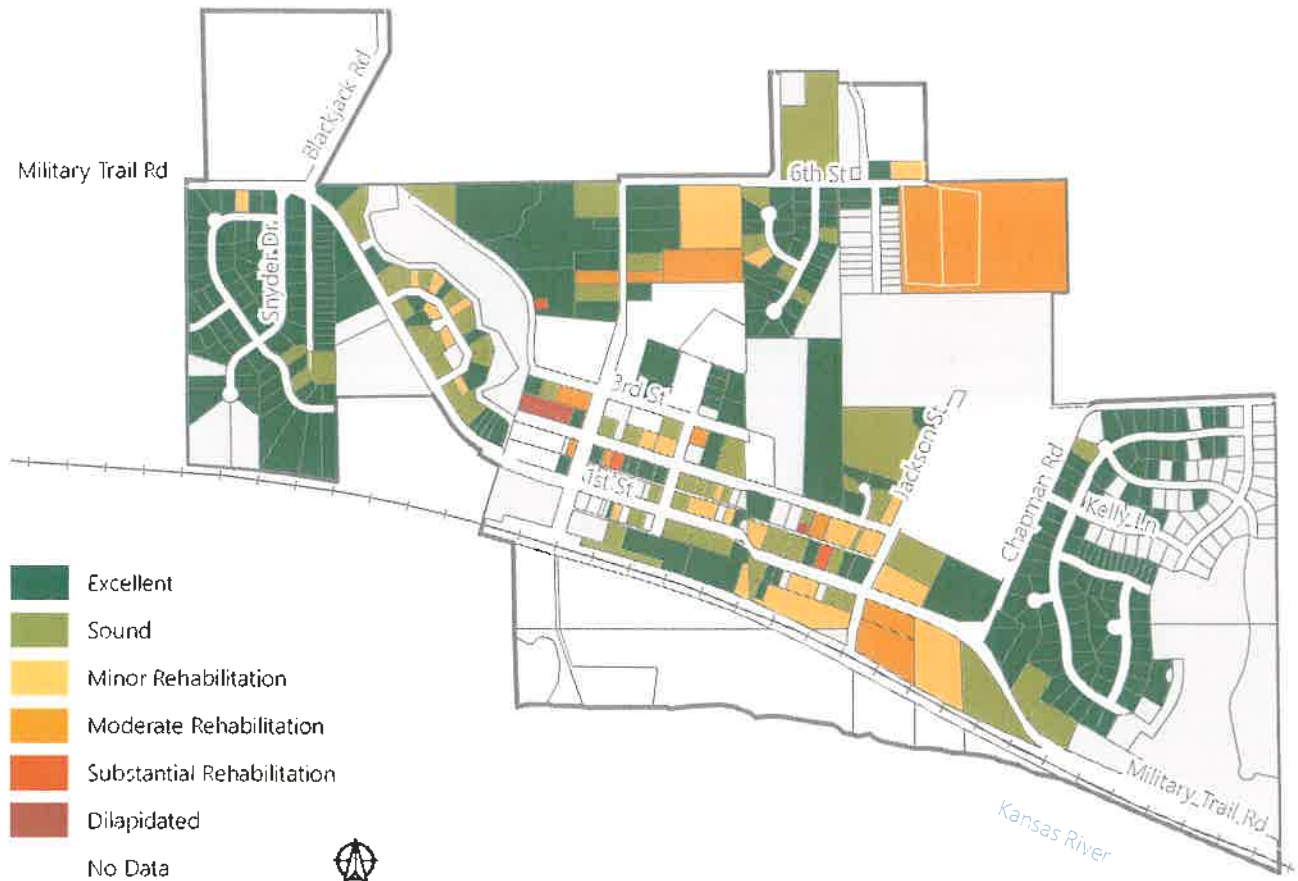 Blackjack Rd
Military Trail Rd
6th St
Snyder Dr.
3rd St
Jackson St
1st St
Chapman Rd
Kelly Ln
Excellent
Sound
Minor Rehabilitation
Moderate Rehabilitation
Substantial Rehabilitation
Dilapidated
No Data
Military Trail Rd
Kansas River